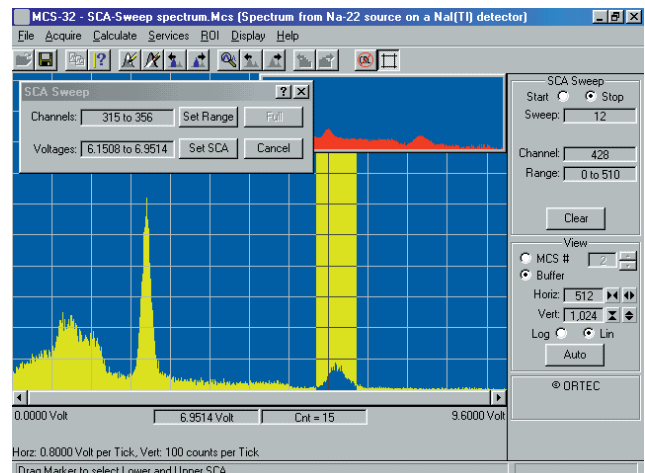 MCS-32 - SCA-Sweep spectrum.Mcs (Spectrum from Na-22 source on a NaI(Tl) detector)
File Acquire Calculate Services ROI Display Help
SCA Sweep
Channels: 315 to 356 Set Range Full
Voltages: 6.1508 to 6.9514 Set SCA Cancel
SCA Sweep
Start Stop
Sweep: 12
Channel: 428
Range: 0 to 510
Clear
View
MCS # 2
Buffer
Horiz: 512
Vert: 1,024
Log Lin
Auto
© ORTEC
0.0000 Volt 6.9514 Volt Cnt = 15 9.6000 Volt
Horz: 0.8000 Volt per Tick, Vert: 100 counts per Tick
Drag Marker to select Lower and Upper SCA